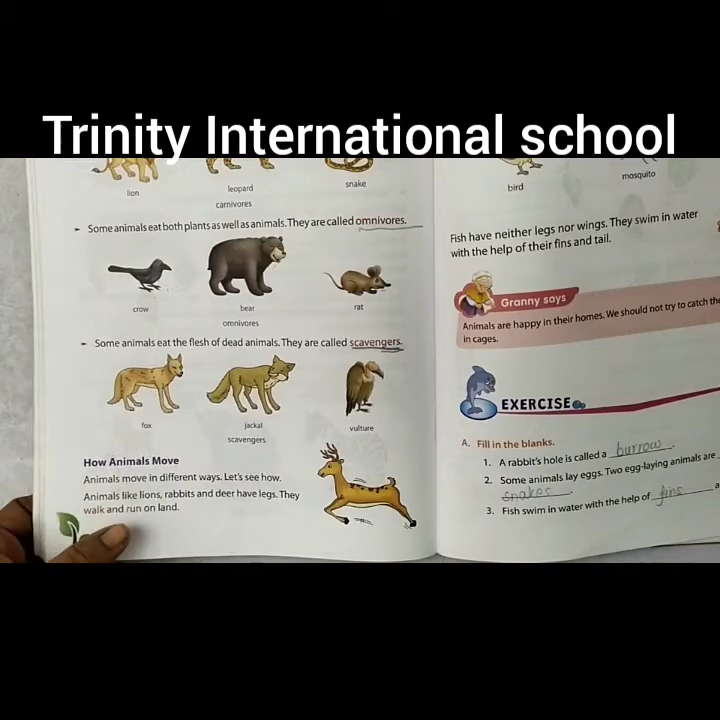 Trinity International school
lion
leopard
snake
carnivores
➤ Some animals eat both plants as well as animals. They are called omnivores.
crow
bear
rat
omnivores
➤ Some animals eat the flesh of dead animals. They are called scavengers.
fox
jackal
vulture
scavengers
How Animals Move
Animals move in different ways. Let's see how.
Animals like lions, rabbits and deer have legs. They
walk and run on land.
bird
mosquito
Fish have neither legs nor wings. They swim in water
with the help of their fins and tail.
Granny says
Animals are happy in their homes. We should not try to catch the
in cages.
EXERCISE
A. Fill in the blanks.
1. A rabbit's hole is called a burrow.
2. Some animals lay eggs. Two egg-laying animals are
snakes.
3. Fish swim in water with the help of fins a